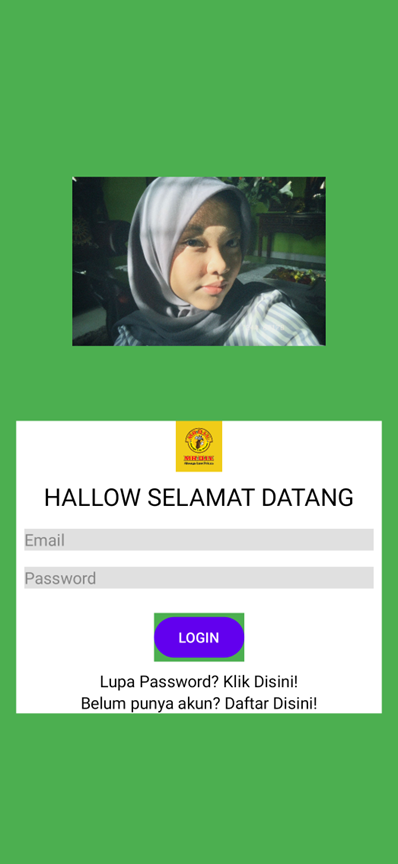 HALLOW SELAMAT DATANG
Email
Password
LOGIN
Lupa Password? Klik Disini!
Belum punya akun? Daftar Disini!